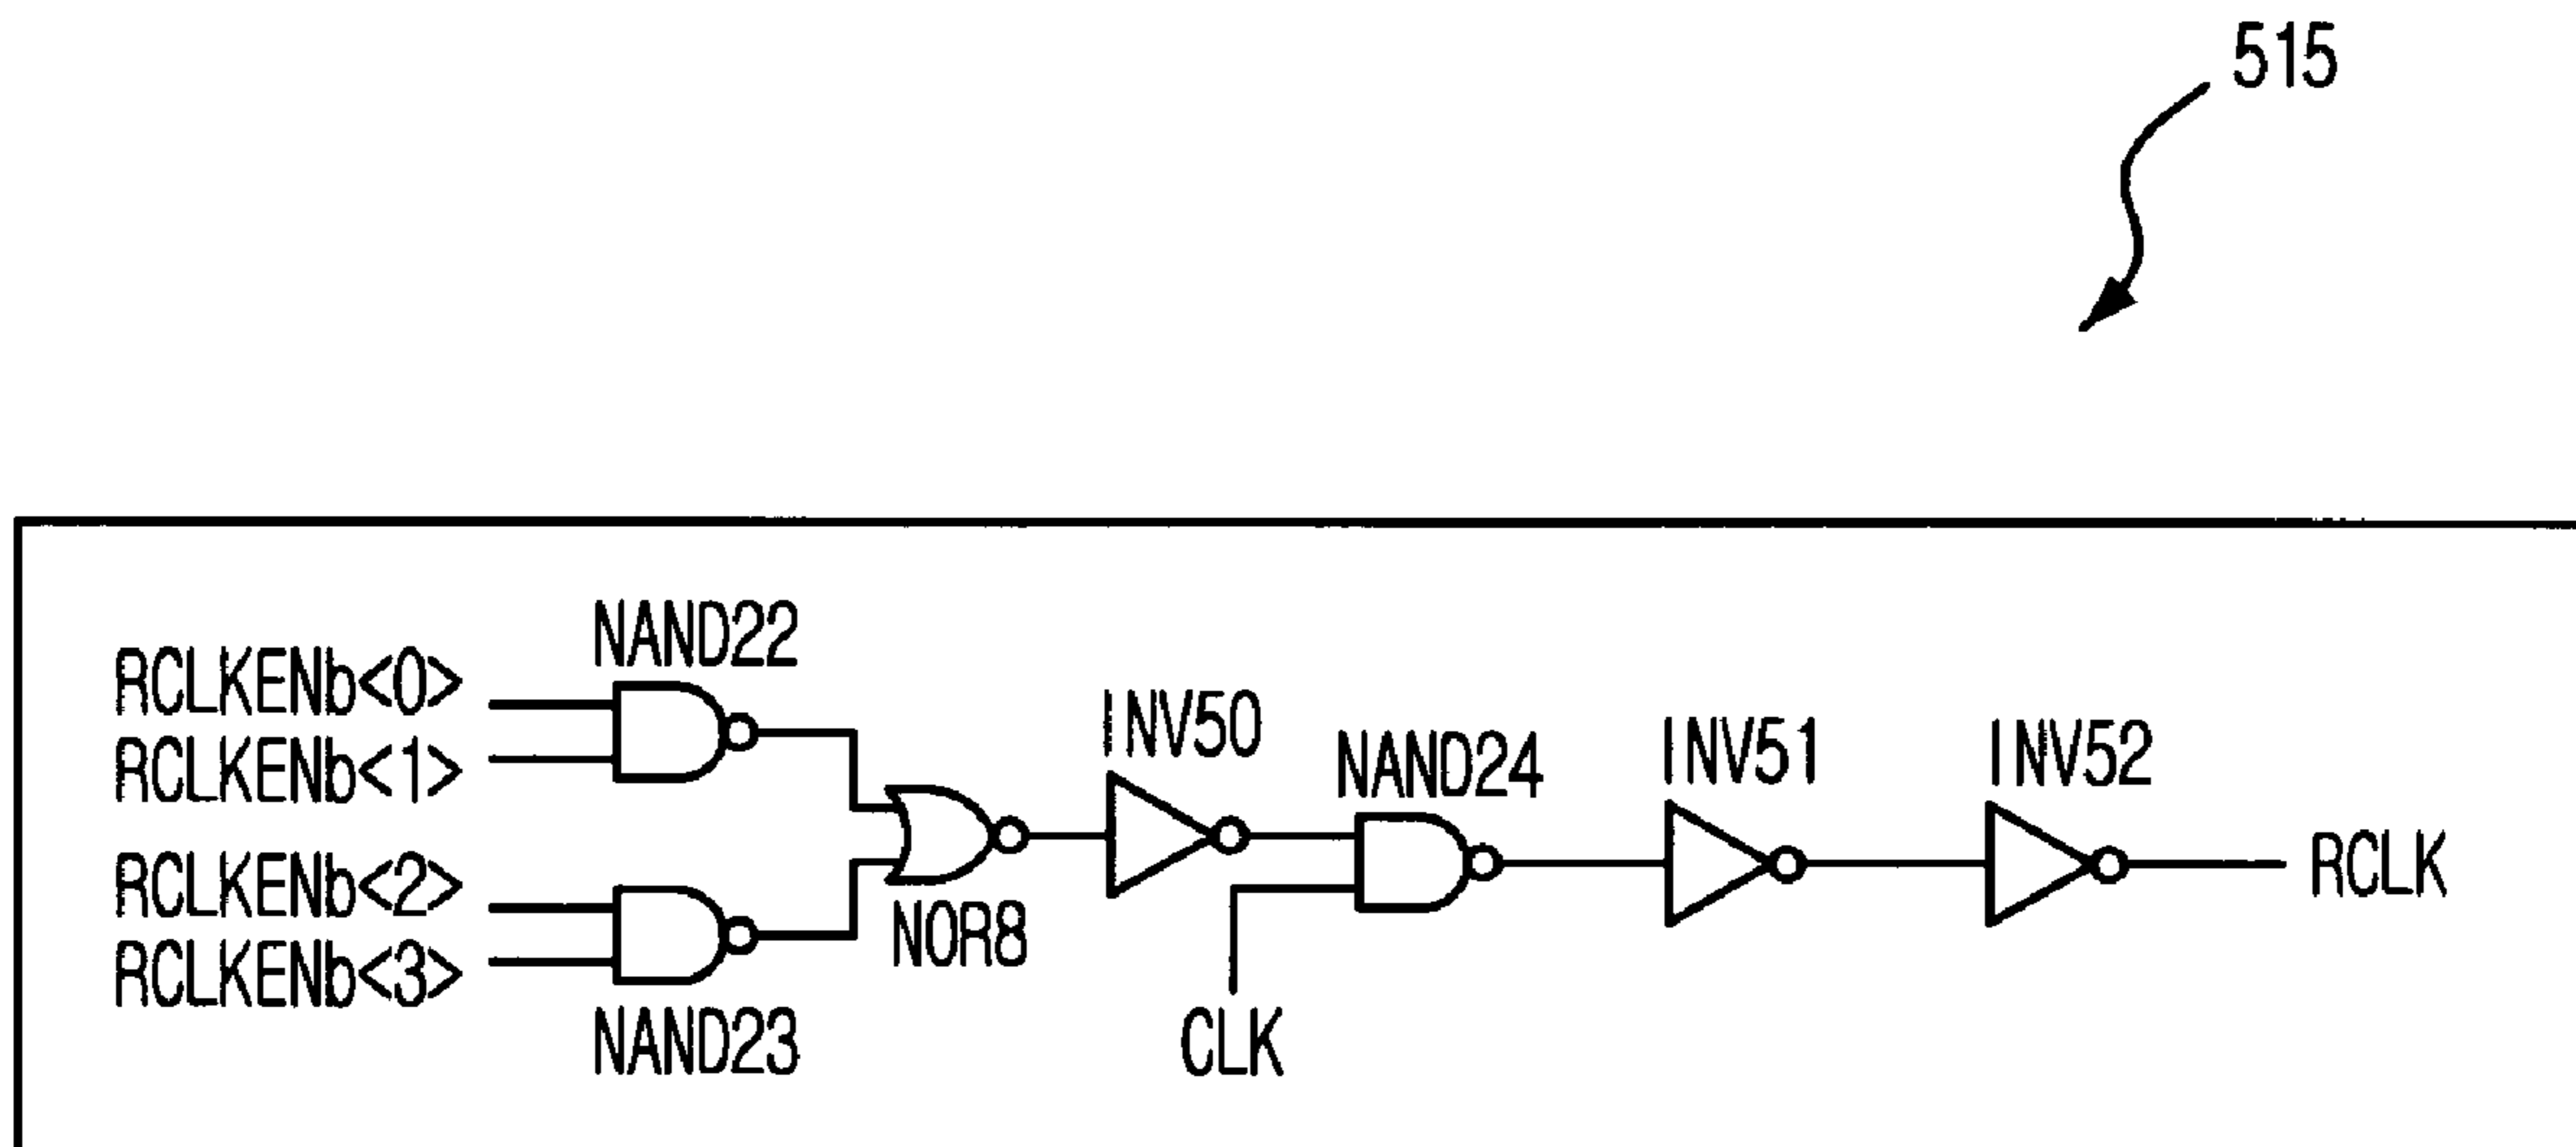 515
NAND22
RCLKENb<0>
RCLKENb<1>
RCLKENb<2>
RCLKENb<3>
NAND23
NOR8
INV50
NAND24
CLK
INV51
INV52
RCLK